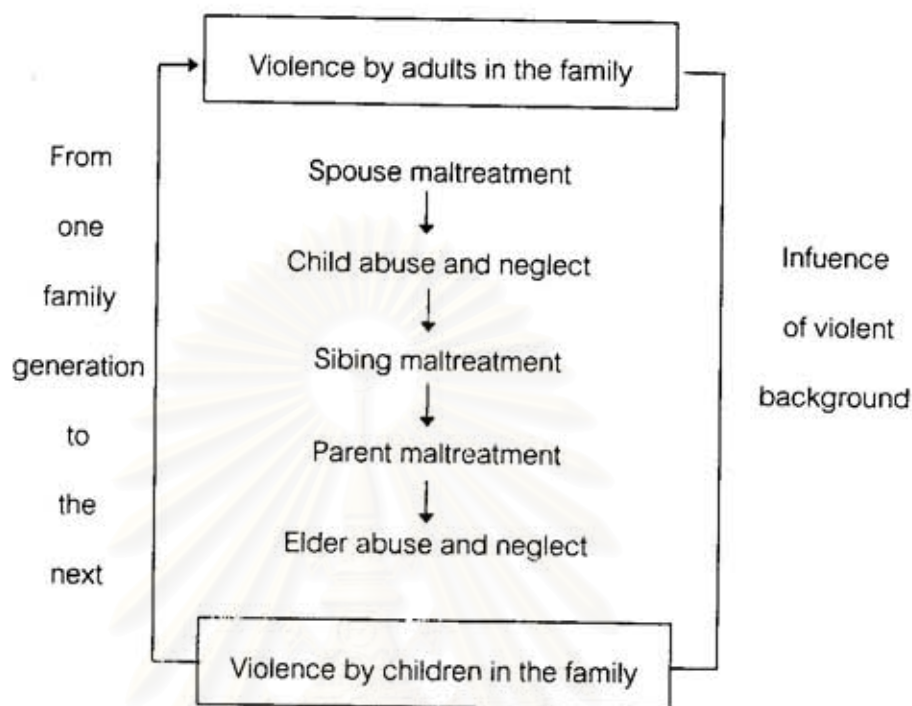 Violence by adults in the family
From
one
family
generation
to
the
next
Spouse maltreatment
Child abuse and neglect
Sibing maltreatment
Parent maltreatment
Elder abuse and neglect
Infuence
of violent
background
Violence by children in the family